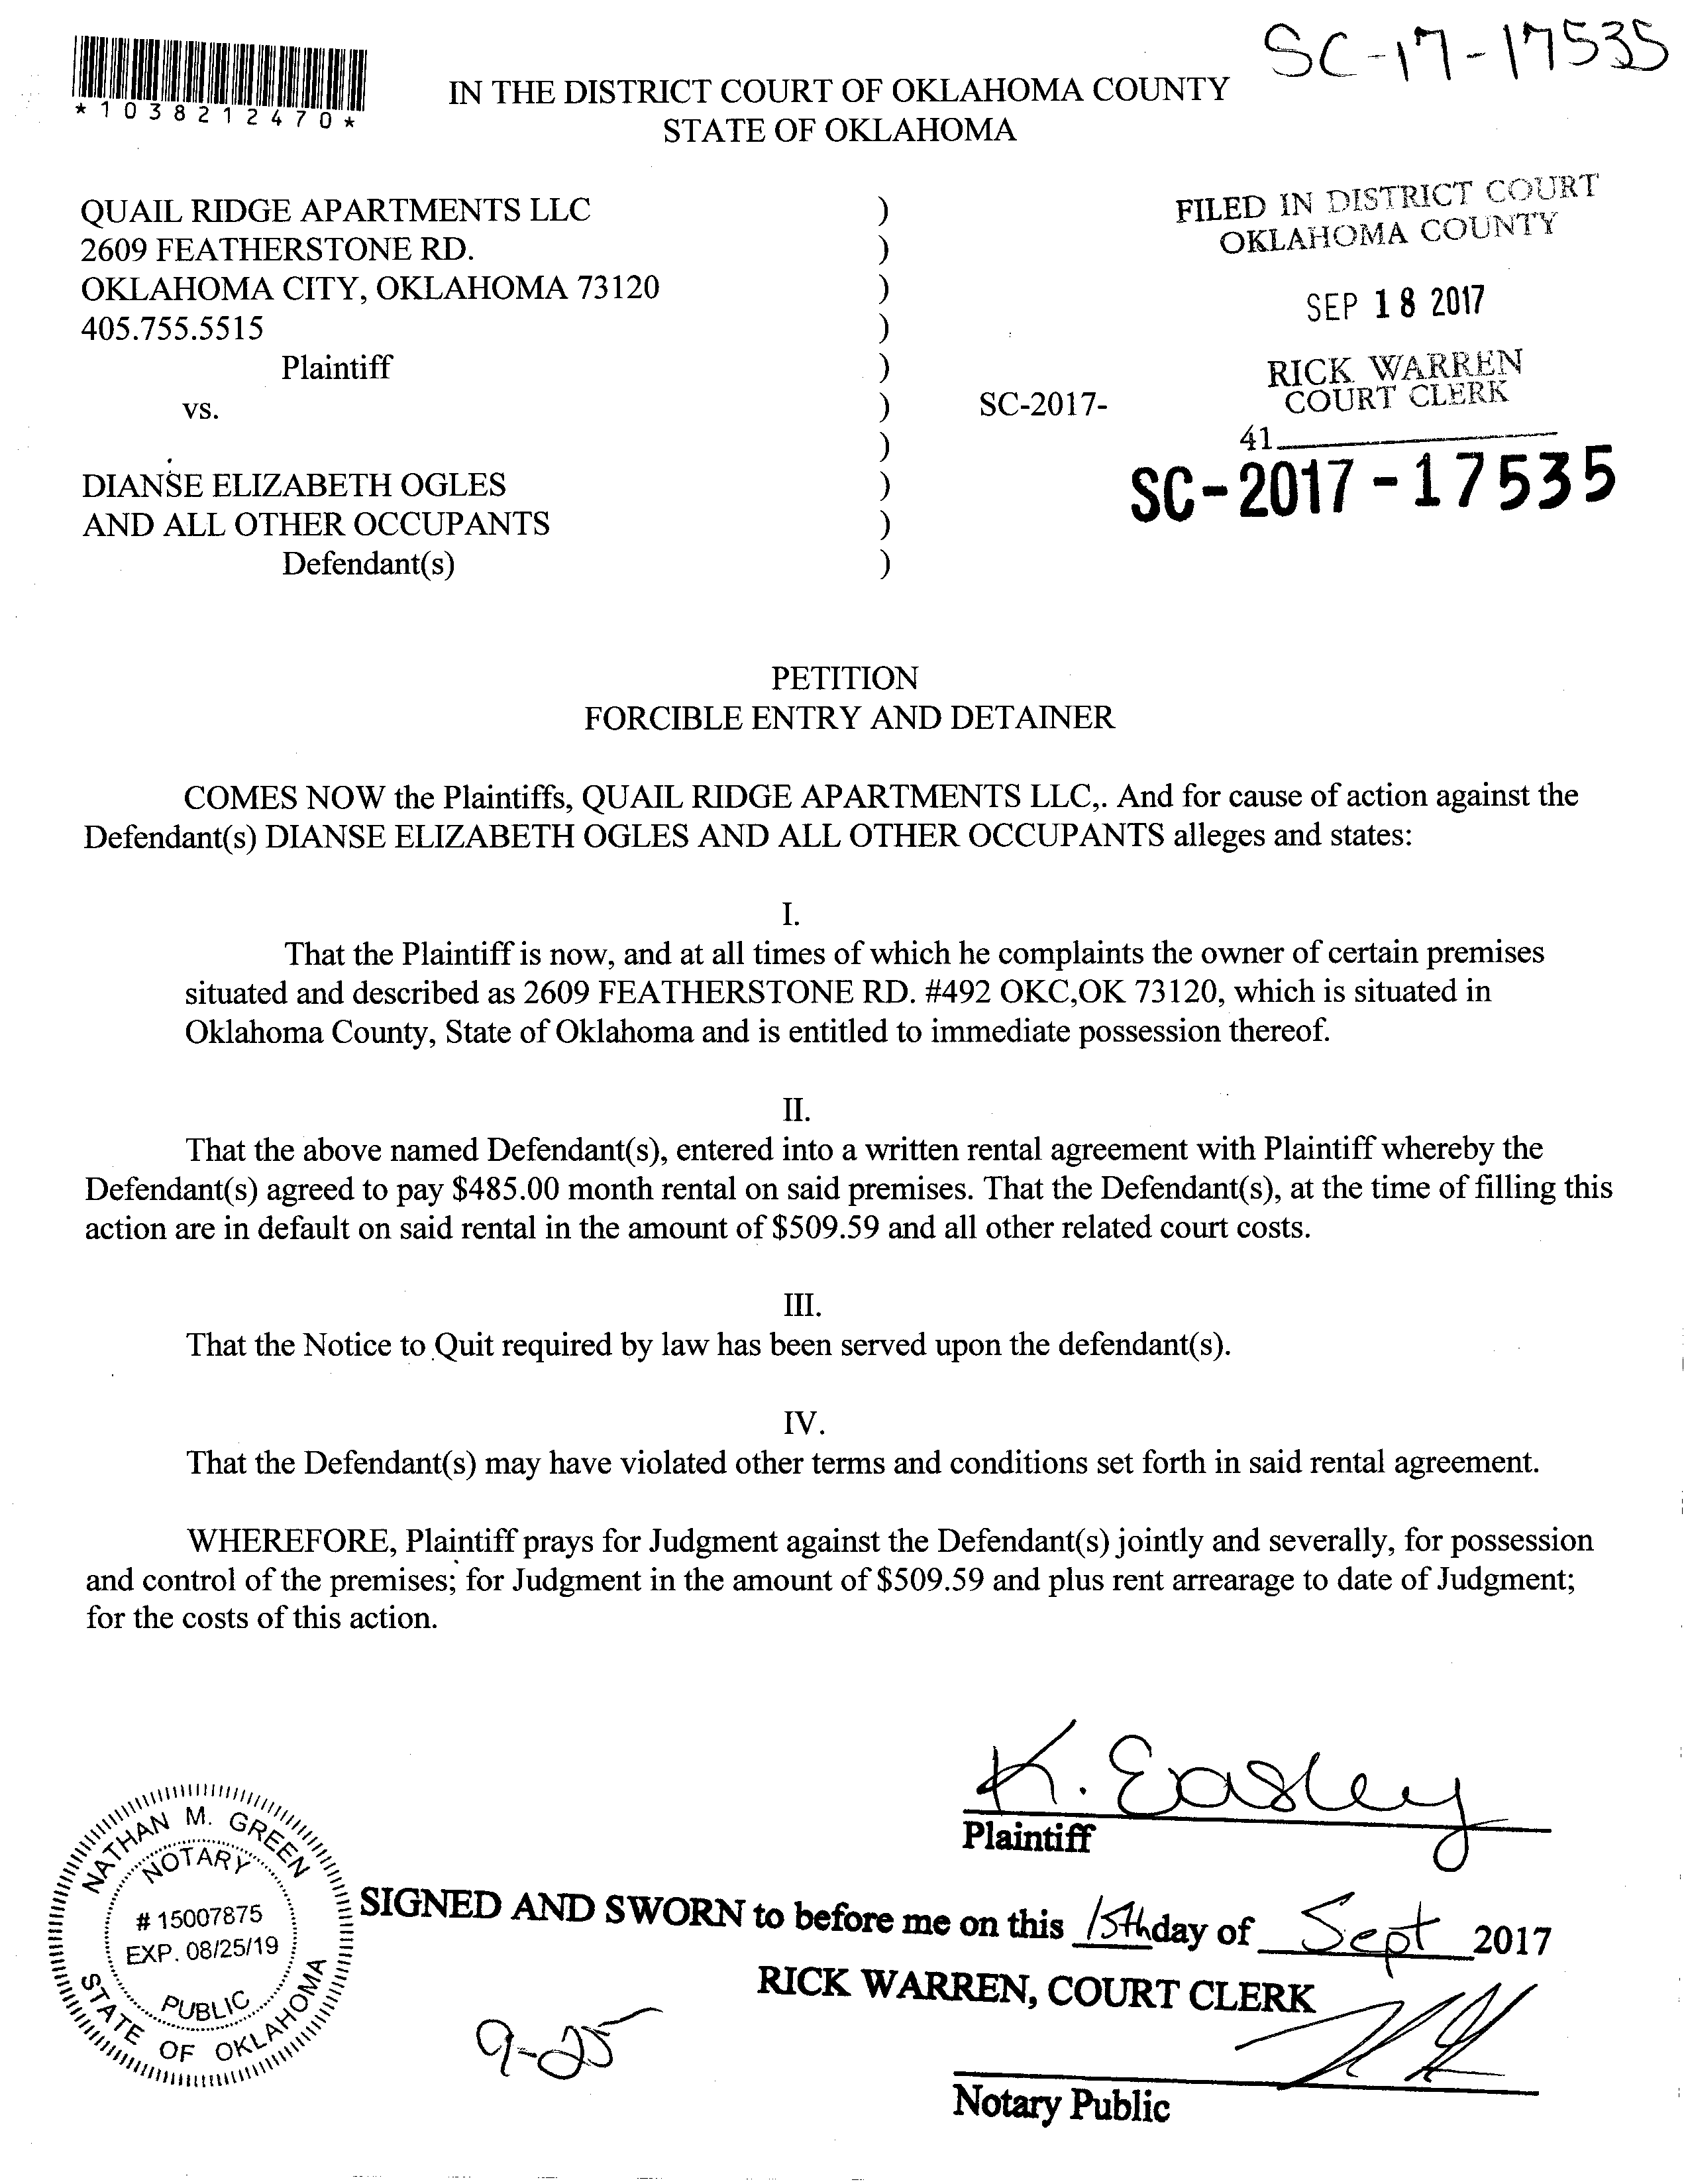 SC-17-17535
*1038212470*
IN THE DISTRICT COURT OF OKLAHOMA COUNTY
STATE OF OKLAHOMA
QUAIL RIDGE APARTMENTS LLC )
2609 FEATHERSTONE RD. )
OKLAHOMA CITY, OKLAHOMA 73120 )
405.755.5515 )
Plaintiff )
vs. ) SC-2017-
)
DIANSE ELIZABETH OGLES )
AND ALL OTHER OCCUPANTS )
Defendant(s) )
FILED IN DISTRICT COURT
OKLAHOMA COUNTY
SEP 18 2017
RICK WARREN
COURT CLERK
41
SC-2017-17535
PETITION
FORCIBLE ENTRY AND DETAINER
COMES NOW the Plaintiffs, QUAIL RIDGE APARTMENTS LLC,. And for cause of action against the
Defendant(s) DIANSE ELIZABETH OGLES AND ALL OTHER OCCUPANTS alleges and states:
I.
That the Plaintiff is now, and at all times of which he complaints the owner of certain premises
situated and described as 2609 FEATHERSTONE RD. #492 OKC,OK 73120, which is situated in
Oklahoma County, State of Oklahoma and is entitled to immediate possession thereof.
II.
That the above named Defendant(s), entered into a written rental agreement with Plaintiff whereby the
Defendant(s) agreed to pay $485.00 month rental on said premises. That the Defendant(s), at the time of filling this
action are in default on said rental in the amount of $509.59 and all other related court costs.
III.
That the Notice to Quit required by law has been served upon the defendant(s).
IV.
That the Defendant(s) may have violated other terms and conditions set forth in said rental agreement.
WHEREFORE, Plaintiff prays for Judgment against the Defendant(s) jointly and severally, for possession
and control of the premises; for Judgment in the amount of $509.59 and plus rent arrearage to date of Judgment;
for the costs of this action.
K. Easley
Plaintiff
NATHAN M. GREEN
NOTARY
# 15007875
EXP. 08/25/19
PUBLIC
STATE OF OKLAHOMA
SIGNED AND SWORN to before me on this 15th day of Sept 2017
RICK WARREN, COURT CLERK
9-25
Notary Public